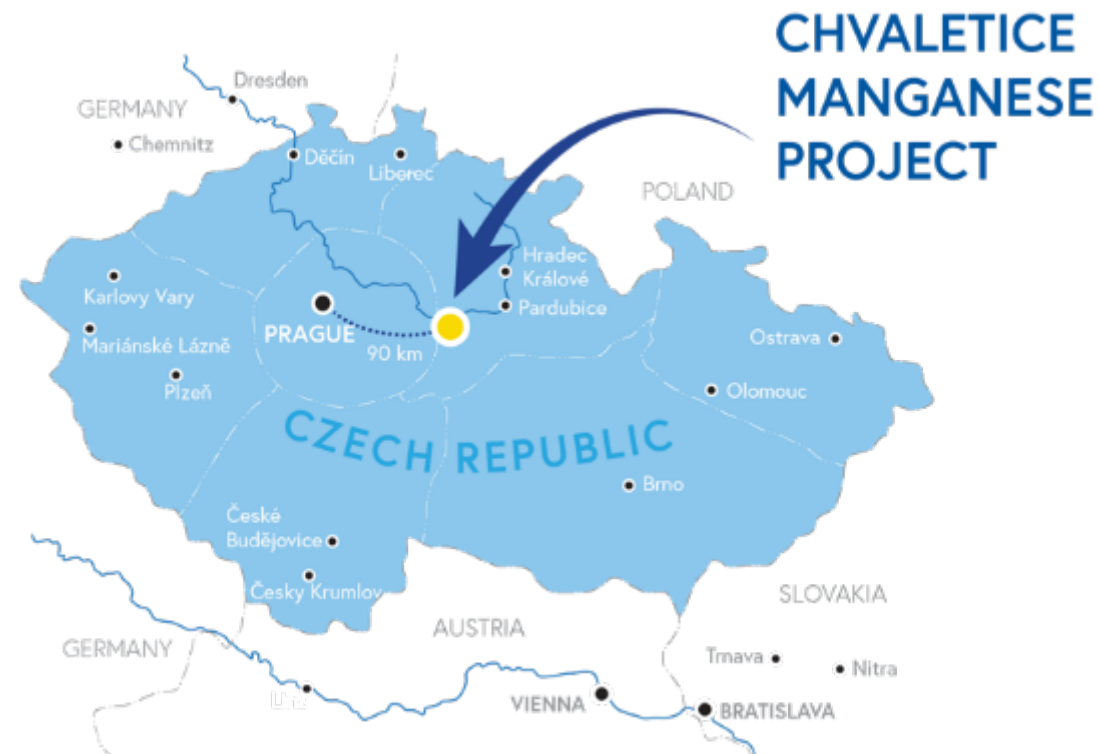 CHVALETICE
MANGANESE
PROJECT
Dresden
GERMANY
Chemnitz
Děčín
Liberec
POLAND
Hradec
Králové
Karlovy Vary
Pardubice
PRAGUE
Mariánské Lázně
90 km
Ostrava
Plzeň
Olomouc
CZECH REPUBLIC
Brno
České
Budějovice
Česky Krumlov
SLOVAKIA
AUSTRIA
GERMANY
Trnava
Nitra
VIENNA
BRATISLAVA